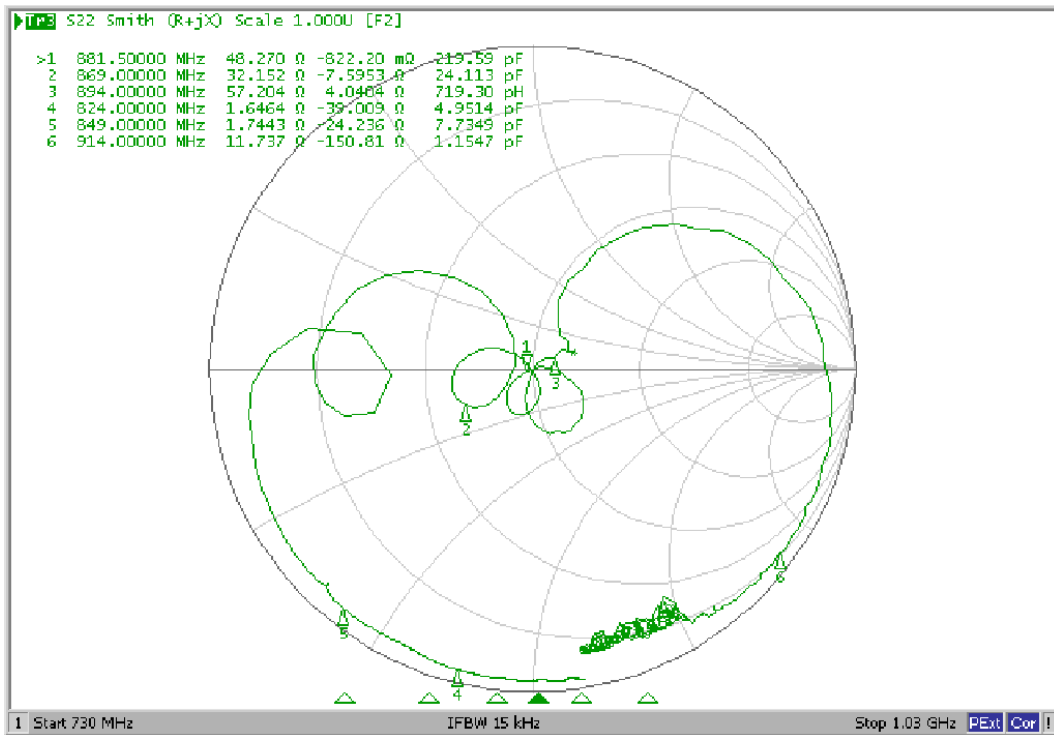 Tr3 S22 Smith (R+jX) Scale 1.000U [F2]
>1 881.50000 MHz 48.270 Ω -822.20 mΩ 219.59 pF
2 869.00000 MHz 32.152 Ω -7.5953 Ω 24.113 pF
3 894.00000 MHz 57.204 Ω 4.0404 Ω 719.30 pH
4 824.00000 MHz 1.6464 Ω -39.009 Ω 4.9514 pF
5 849.00000 MHz 1.7443 Ω -24.236 Ω 7.7349 pF
6 914.00000 MHz 11.737 Ω -150.81 Ω 1.1547 pF
1
3
2
6
5
4
1 Start 730 MHz IFBW 15 kHz Stop 1.03 GHz PExt Cor !